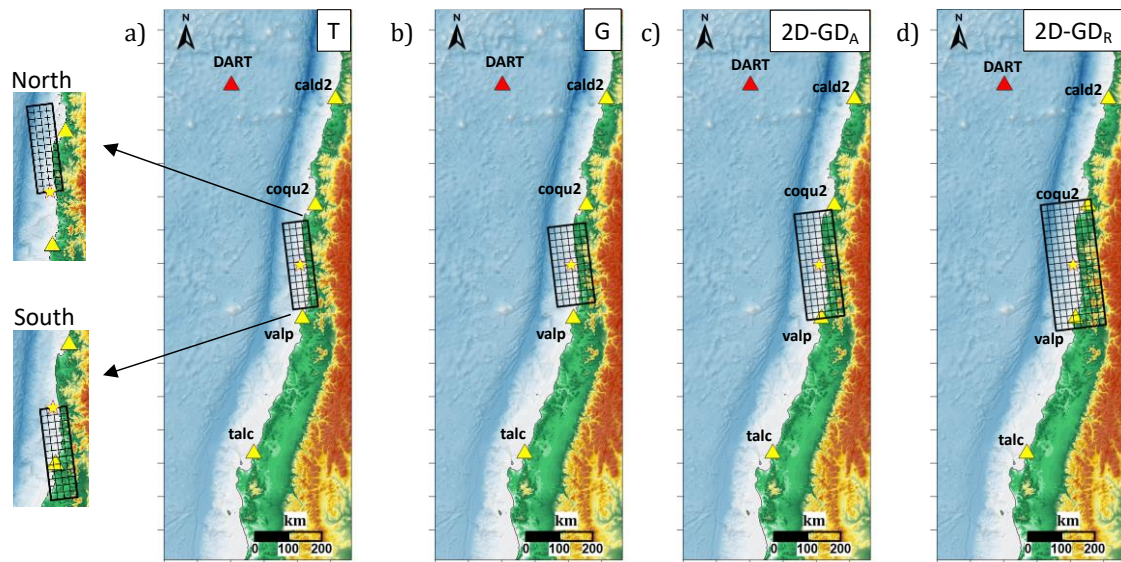 North
South
a)
N
T
DART
cald2
coqu2
valp
talc
km
0 100 200
b)
N
G
DART
cald2
coqu2
valp
talc
km
0 100 200
c)
N
2D-GDA
DART
cald2
coqu2
valp
talc
km
0 100 200
d)
N
2D-GDR
DART
cald2
coqu2
valp
talc
km
0 100 200